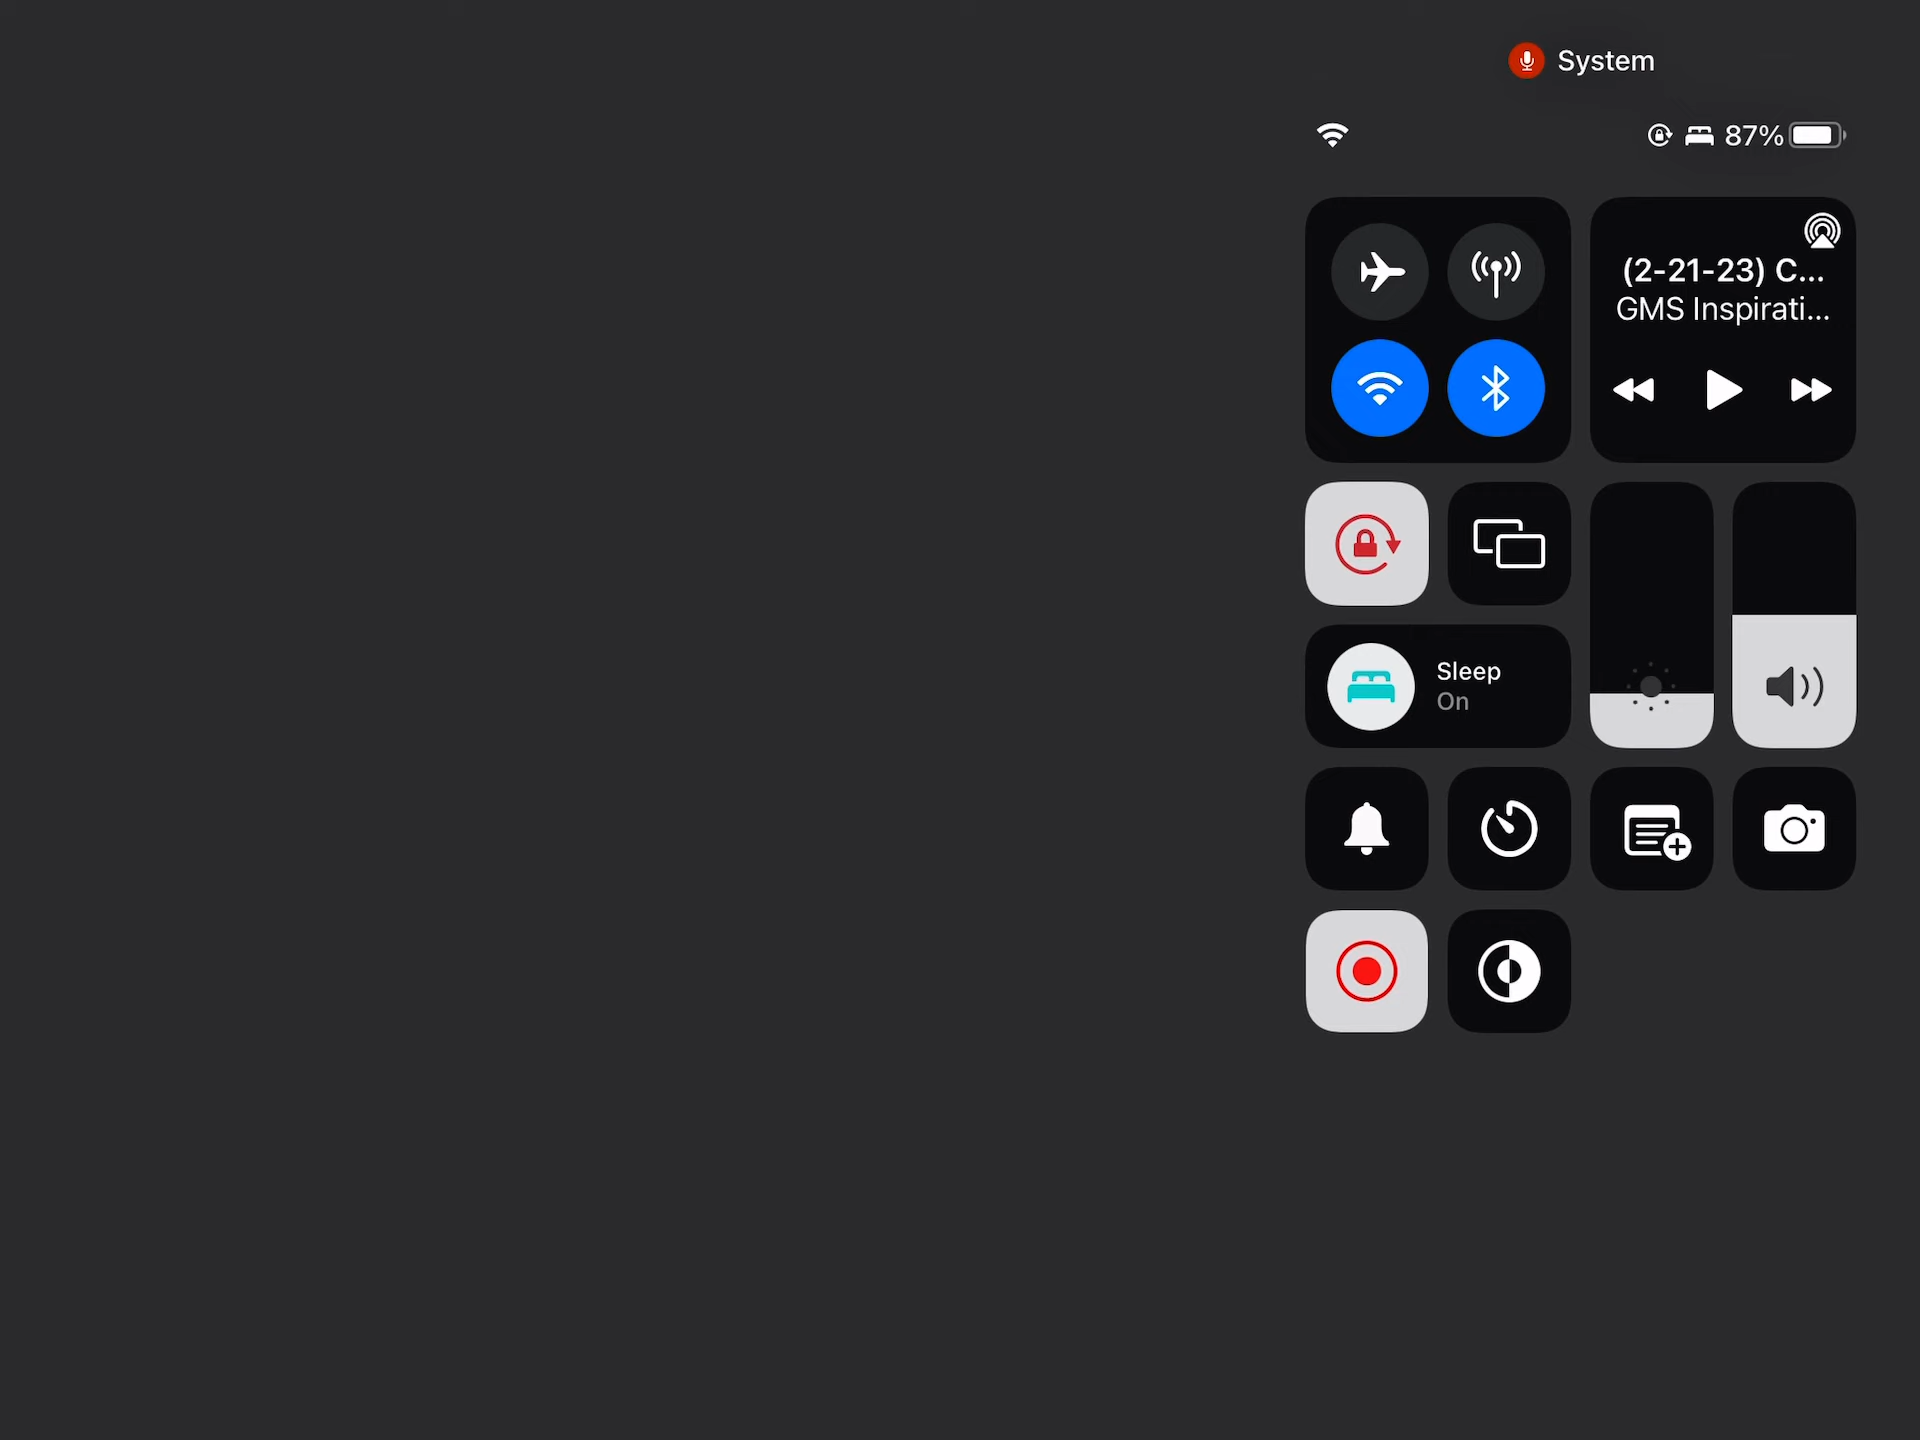 System
87%
(2-21-23) C...
GMS Inspirati...
Sleep
On